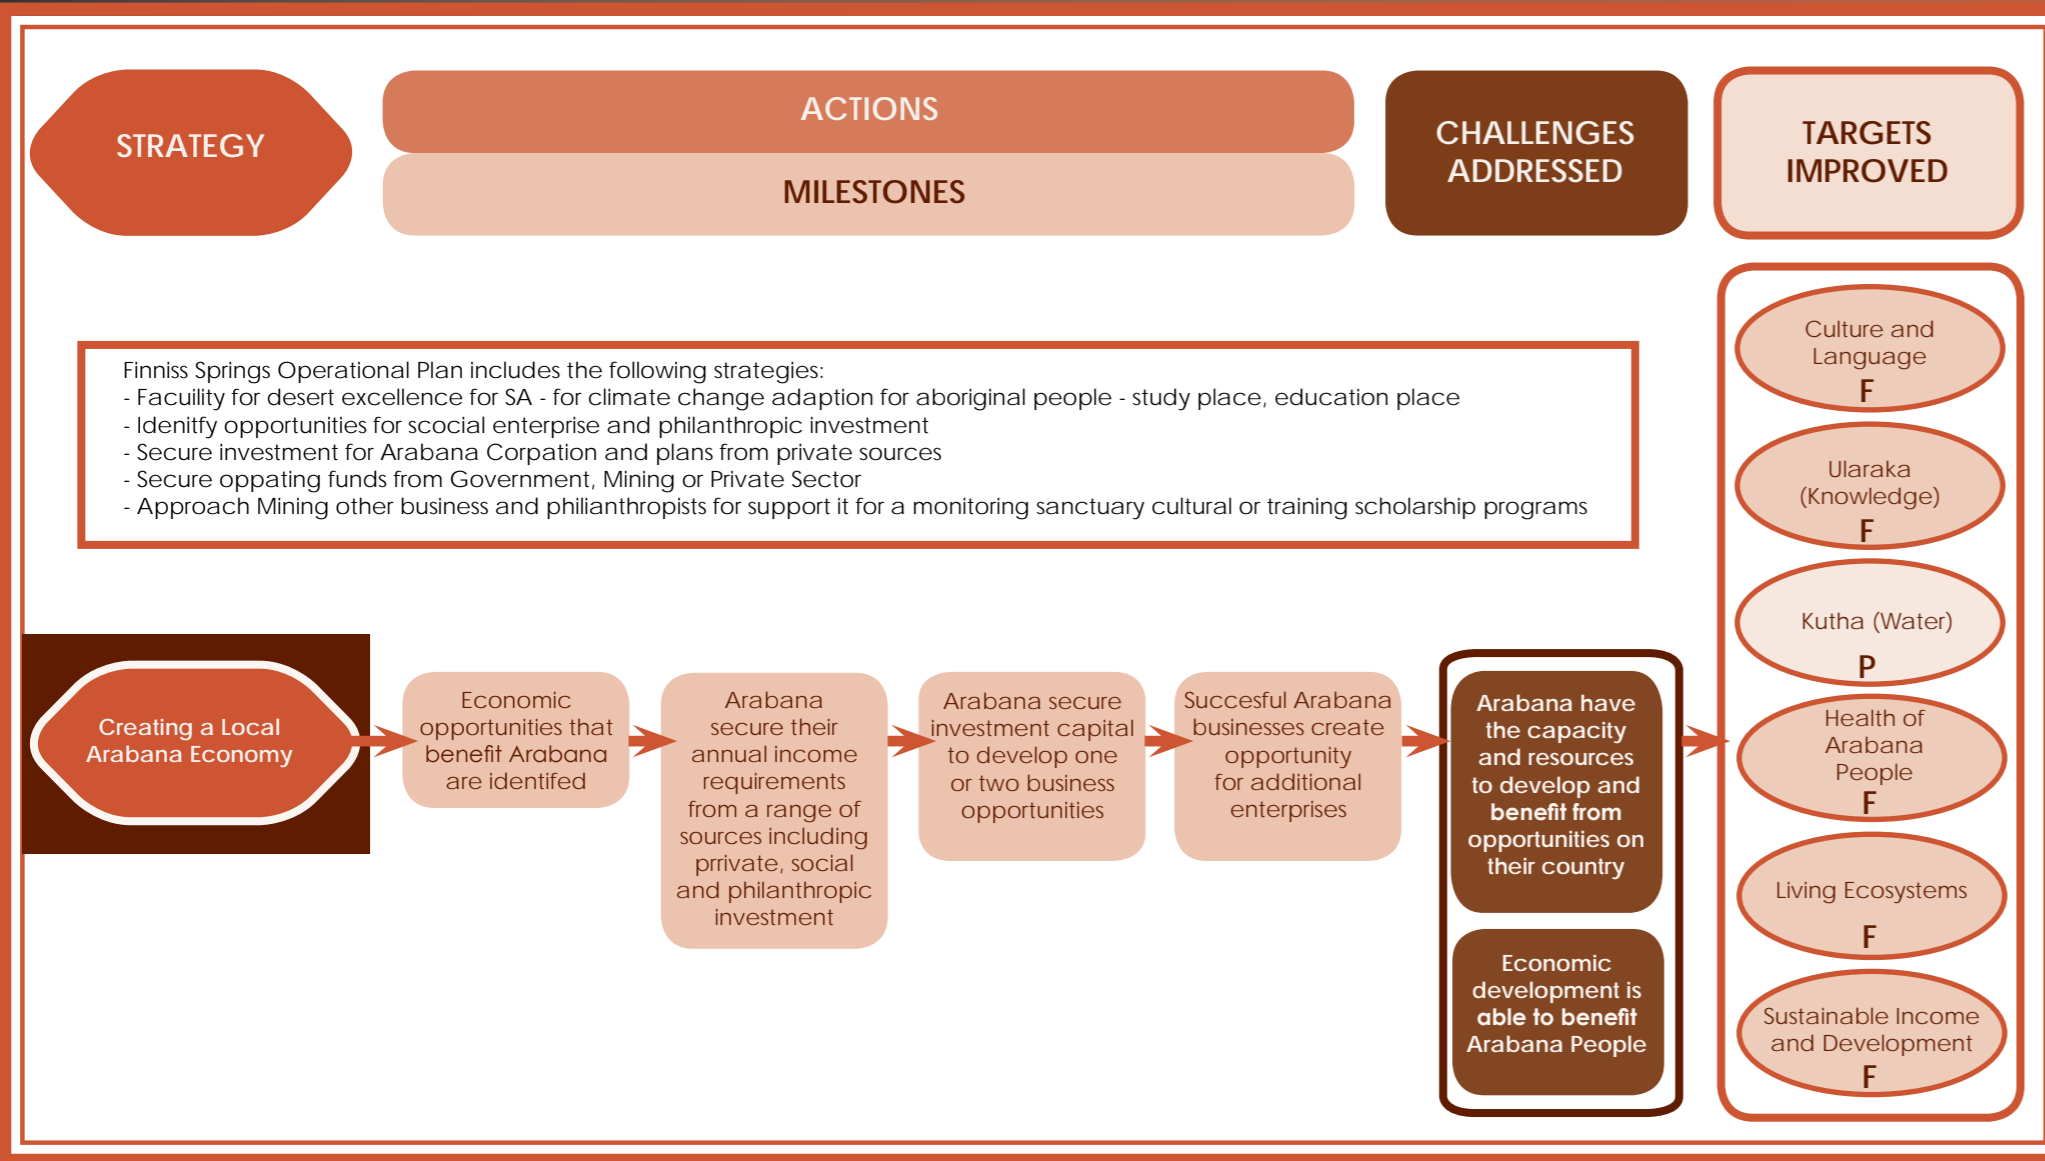 STRATEGY
ACTIONS
MILESTONES
CHALLENGES
ADDRESSED
TARGETS
IMPROVED
Finniss Springs Operational Plan includes the following strategies:
- Facuility for desert excellence for SA - for climate change adaption for aboriginal people - study place, education place
- Idenitfy opportunities for scocial enterprise and philanthropic investment
- Secure investment for Arabana Corpation and plans from private sources
- Secure oppating funds from Government, Mining or Private Sector
- Approach Mining other business and philianthropists for support it for a monitoring sanctuary cultural or training scholarship programs
Creating a Local
Arabana Economy
Economic
opportunities that
benefit Arabana
are identifed
Arabana
secure their
annual income
requirements
from a range of
sources including
prrivate, social
and philanthropic
investment
Arabana secure
investment capital
to develop one
or two business
opportunities
Succesful Arabana
businesses create
opportunity
for additional
enterprises
Arabana have
the capacity
and resources
to develop and
benefit from
opportunities on
their country
Economic
development is
able to benefit
Arabana People
Culture and
Language
F
Ularaka
(Knowledge)
F
Kutha (Water)
P
Health of
Arabana
People
F
Living Ecosystems
F
Sustainable Income
and Development
F